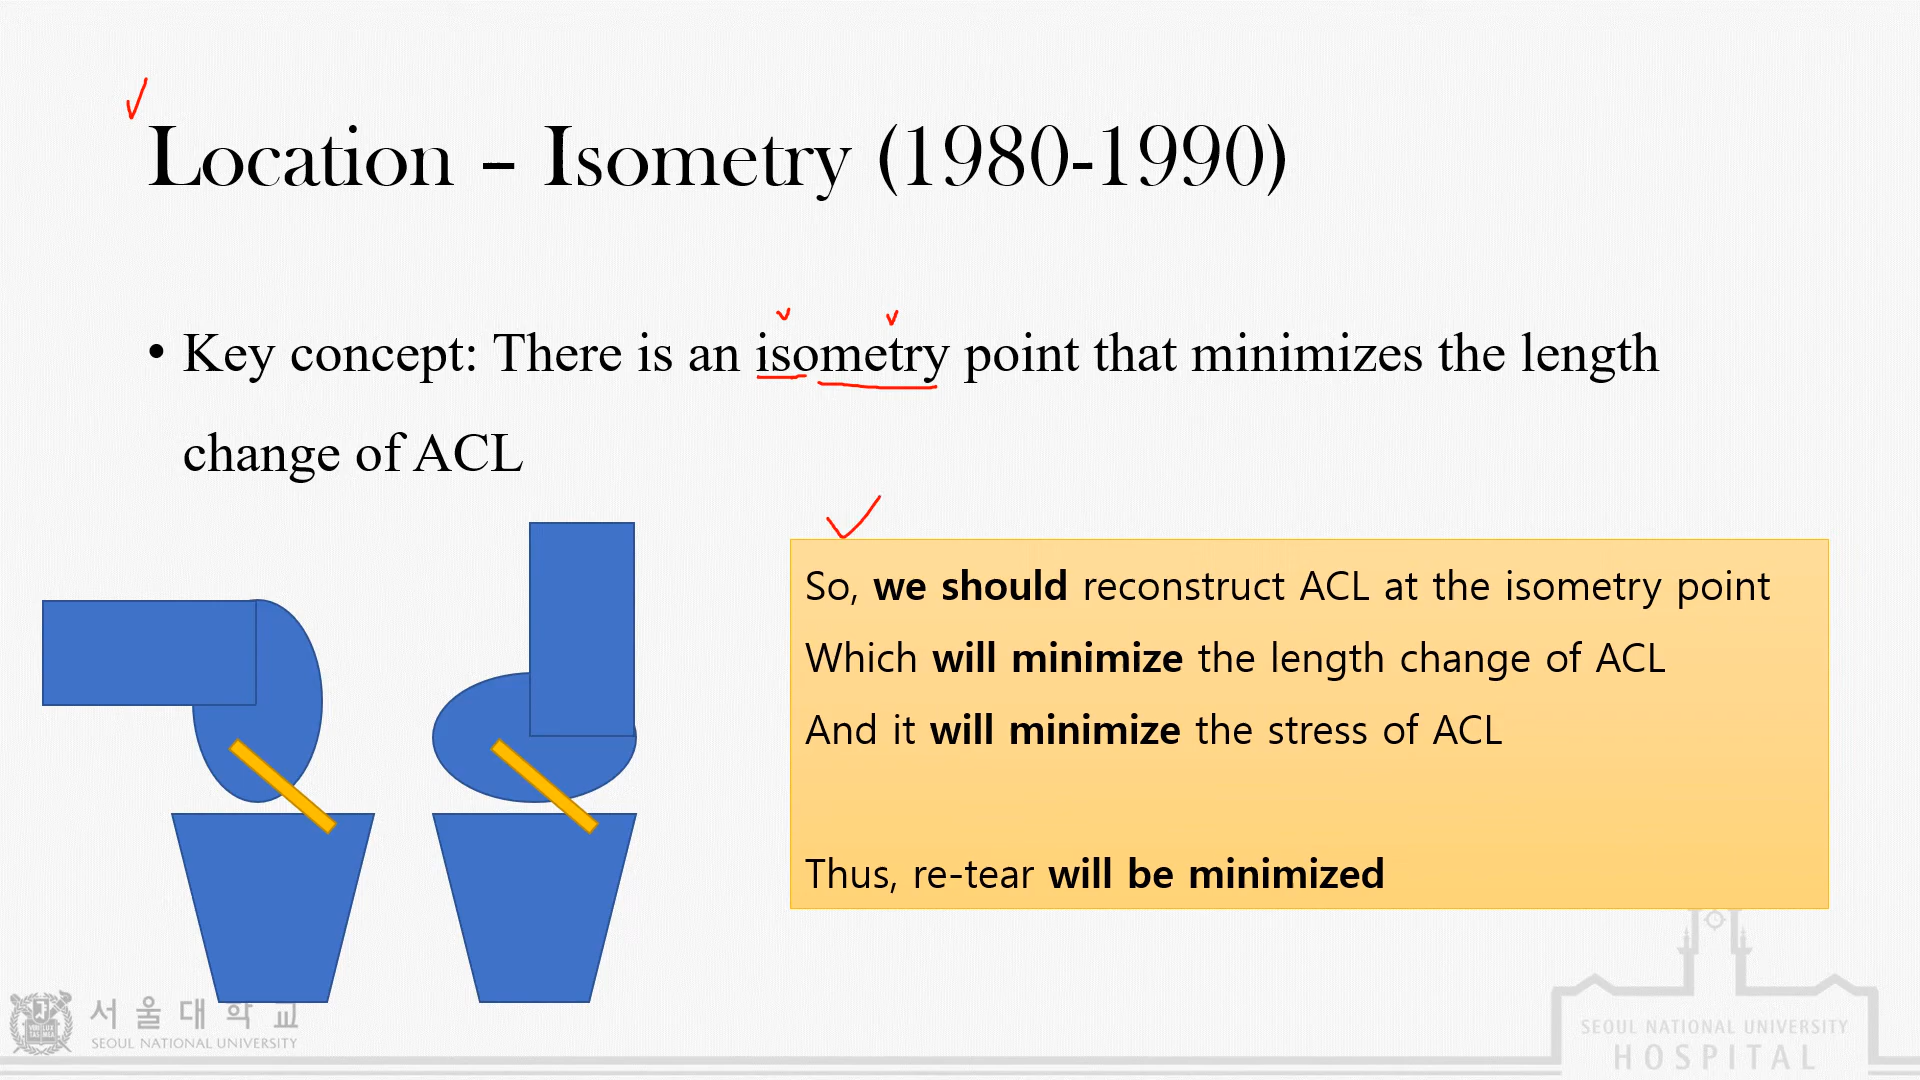 Location – Isometry (1980-1990)
• Key concept: There is an isometry point that minimizes the length
change of ACL
So, we should reconstruct ACL at the isometry point
Which will minimize the length change of ACL
And it will minimize the stress of ACL
Thus, re-tear will be minimized
서울대학교
SEOUL NATIONAL UNIVERSITY
SEOUL NATIONAL UNIVERSITY
HOSPITAL